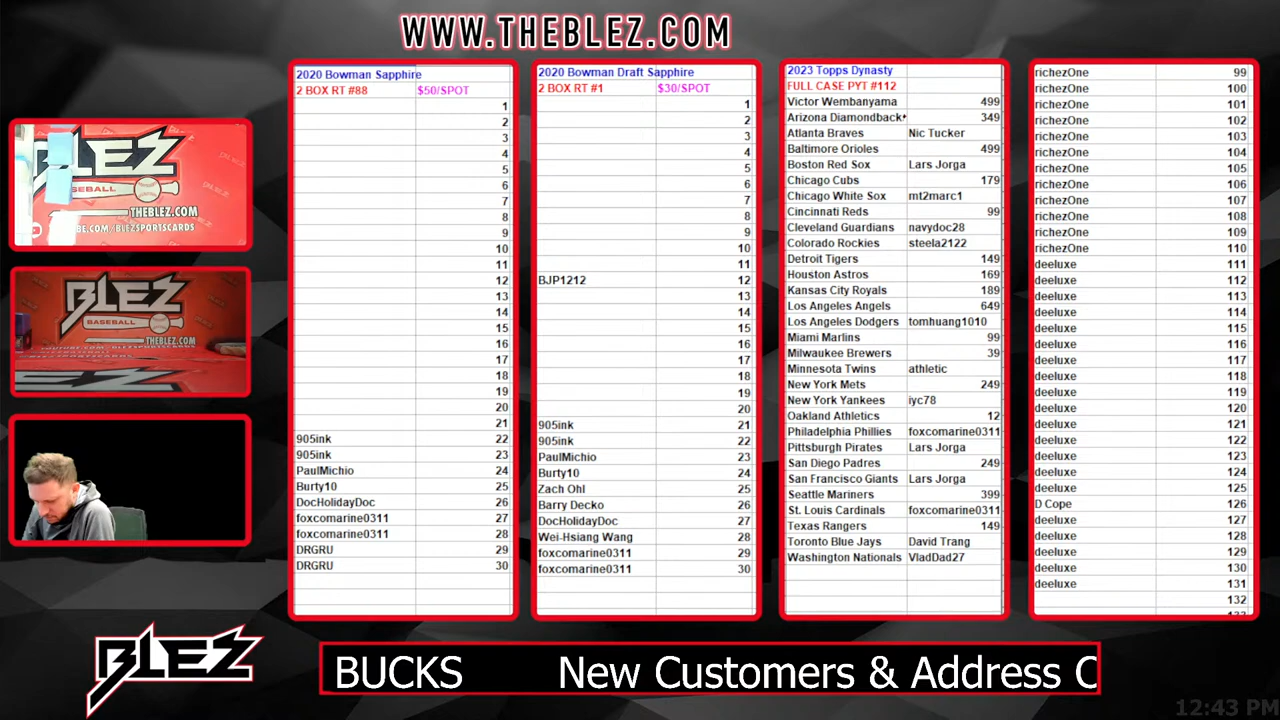 WWW.THEBLEZ.COM
BLEZ
BASEBALL
THEBLEZ.COM
BE.COM/BLEZSPORTSCARDS
BLEZ
BASEBALL
THEBLEZ.COM
2020 Bowman Sapphire
2 BOX RT #88 $50/SPOT
1
2
3
4
5
6
7
8
9
10
11
12
13
14
15
16
17
18
19
20
21
905ink 22
905ink 23
PaulMichio 24
Burty10 25
DocHolidayDoc 26
foxcomarine0311 27
foxcomarine0311 28
DRGRU 29
DRGRU 30
2020 Bowman Draft Sapphire
2 BOX RT #1 $30/SPOT
1
2
3
4
5
6
7
8
9
10
11
BJP1212 12
13
14
15
16
17
18
19
20
905ink 21
905ink 22
PaulMichio 23
Burty10 24
Zach Ohl 25
Barry Decko 26
DocHolidayDoc 27
Wei-Hsiang Wang 28
foxcomarine0311 29
foxcomarine0311 30
2023 Topps Dynasty
FULL CASE PYT #112
Victor Wembanyama 499
Arizona Diamondback 349
Atlanta Braves Nic Tucker
Baltimore Orioles 499
Boston Red Sox Lars Jorga
Chicago Cubs 179
Chicago White Sox mt2marc1
Cincinnati Reds 99
Cleveland Guardians navydoc28
Colorado Rockies steela2122
Detroit Tigers 149
Houston Astros 169
Kansas City Royals 189
Los Angeles Angels 649
Los Angeles Dodgers tomhuang1010
Miami Marlins 99
Milwaukee Brewers 39
Minnesota Twins athletic
New York Mets 249
New York Yankees iyc78
Oakland Athletics 12
Philadelphia Phillies foxcomarine0311
Pittsburgh Pirates Lars Jorga
San Diego Padres 249
San Francisco Giants Lars Jorga
Seattle Mariners 399
St. Louis Cardinals foxcomarine0311
Texas Rangers 149
Toronto Blue Jays David Trang
Washington Nationals VladDad27
richezOne 99
richezOne 100
richezOne 101
richezOne 102
richezOne 103
richezOne 104
richezOne 105
richezOne 106
richezOne 107
richezOne 108
richezOne 109
richezOne 110
deeluxe 111
deeluxe 112
deeluxe 113
deeluxe 114
deeluxe 115
deeluxe 116
deeluxe 117
deeluxe 118
deeluxe 119
deeluxe 120
deeluxe 121
deeluxe 122
deeluxe 123
deeluxe 124
deeluxe 125
D Cope 126
deeluxe 127
deeluxe 128
deeluxe 129
deeluxe 130
deeluxe 131
132
BLEZ
BUCKS New Customers & Address C
12:43 PM